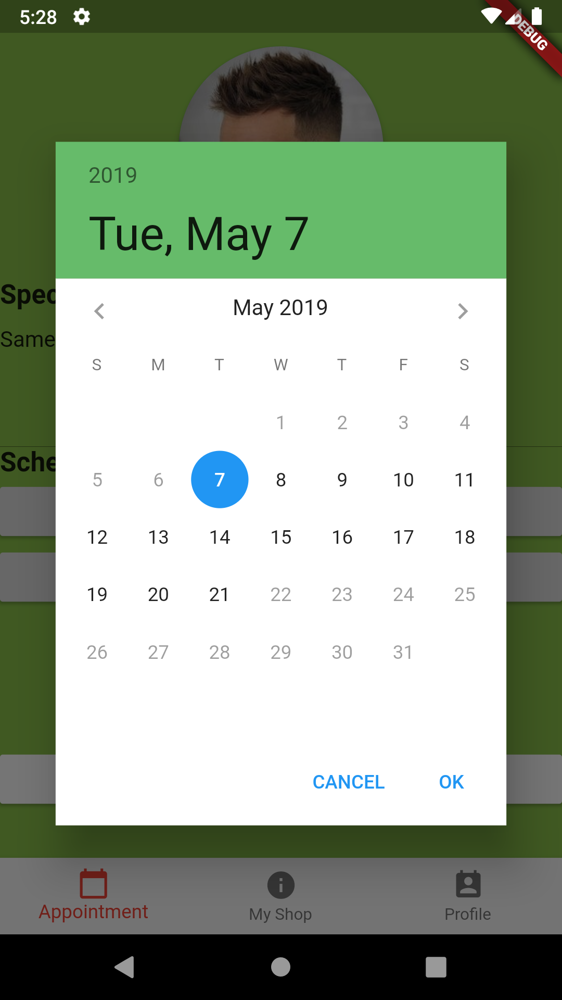 5:28
DEBUG
2019
Tue, May 7
Spec
Same
May 2019
S M T W T F S
1 2 3 4
Sche
5 6 7 8 9 10 11
12 13 14 15 16 17 18
19 20 21 22 23 24 25
26 27 28 29 30 31
CANCEL OK
Appointment My Shop Profile